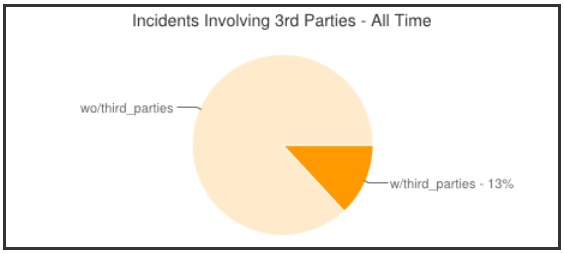 Incidents Involving 3rd Parties - All Time
wo/third_parties
w/third_parties - 13%